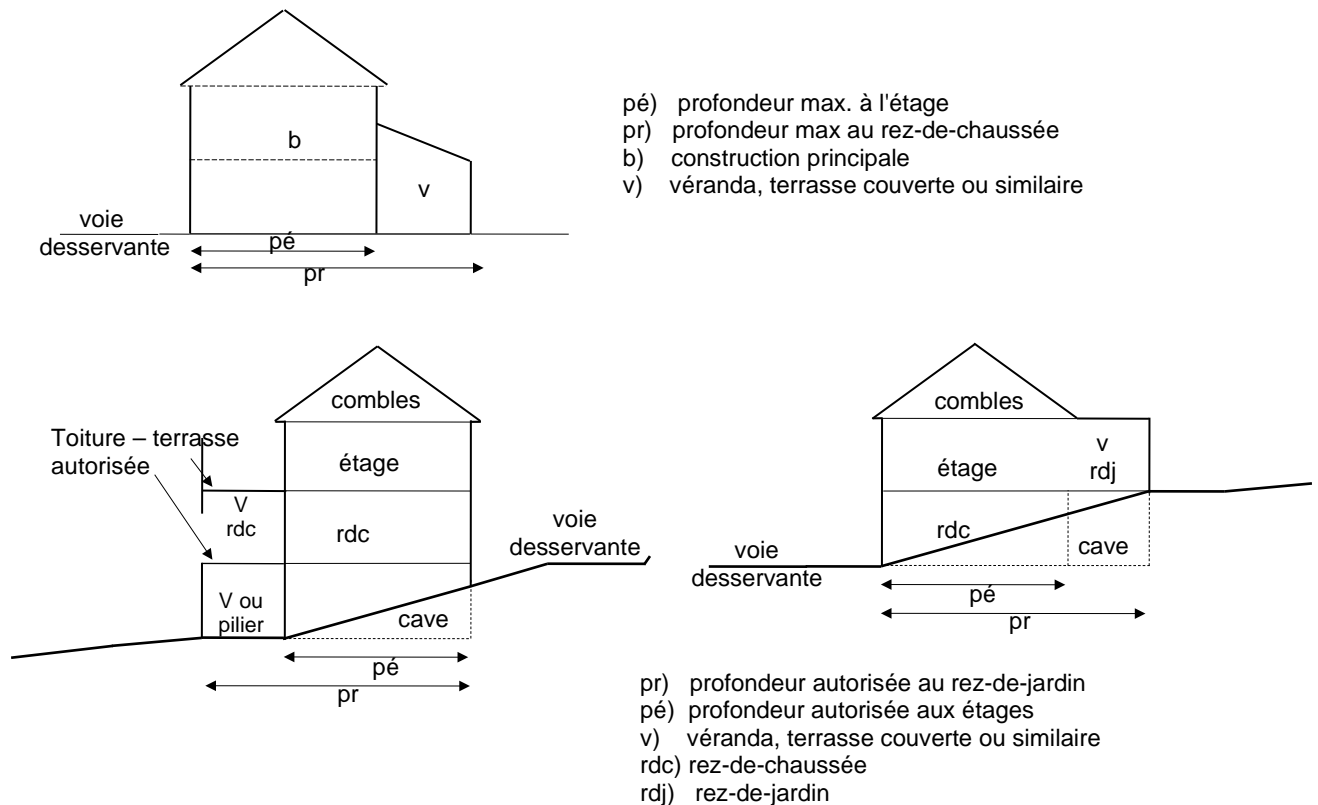 pé) profondeur max. à l'étage
pr) profondeur max au rez-de-chaussée
b) construction principale
v) véranda, terrasse couverte ou similaire
b
v
voie
desservante
pé
pr
combles
Toiture – terrasse
autorisée
étage
V
rdc
rdc
voie
desservante
V ou
pilier
cave
pé
pr
combles
étage
v
rdj
rdc
cave
voie
desservante
pé
pr
pr) profondeur autorisée au rez-de-jardin
pé) profondeur autorisée aux étages
v) véranda, terrasse couverte ou similaire
rdc) rez-de-chaussée
rdj) rez-de-jardin